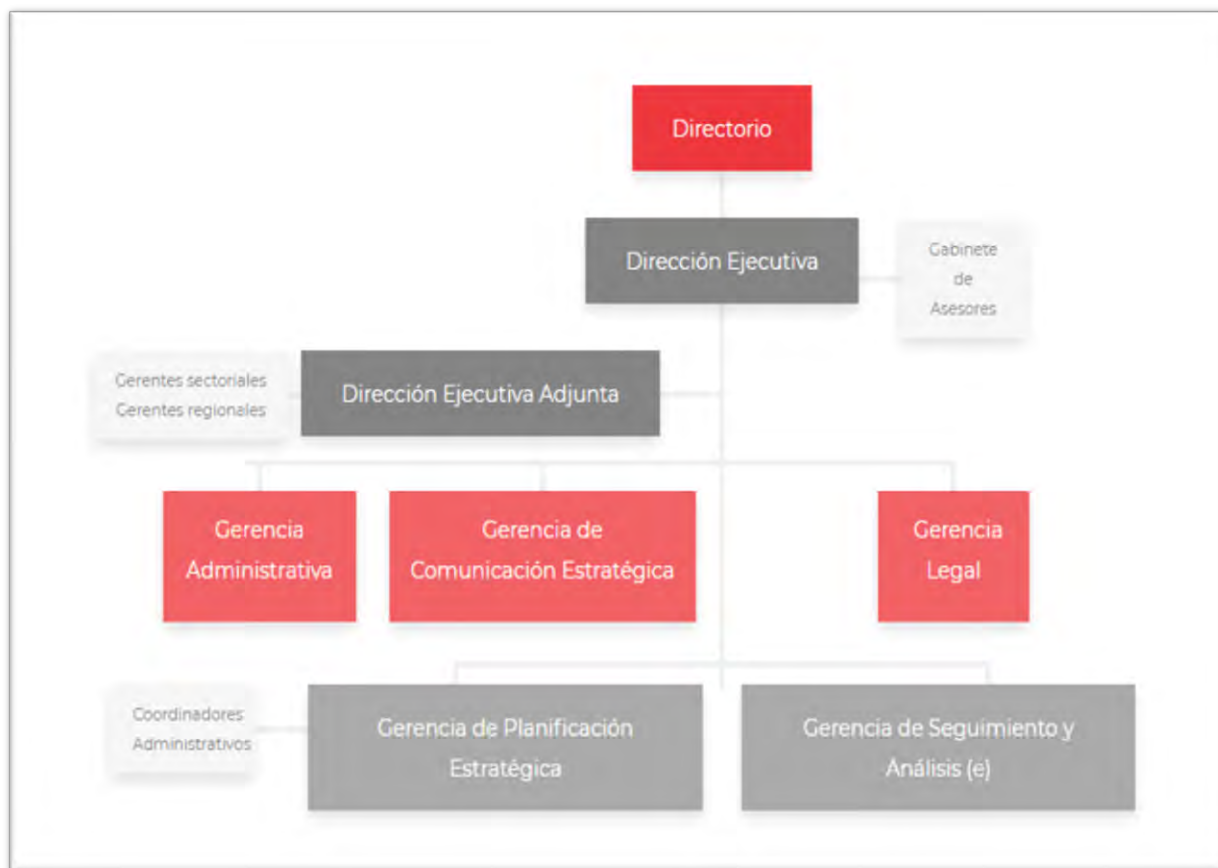 Directorio
Dirección Ejecutiva
Gabinete
de
Asesores
Gerentes sectoriales
Gerentes regionales
Dirección Ejecutiva Adjunta
Gerencia
Administrativa
Gerencia de
Comunicación Estratégica
Gerencia
Legal
Coordinadores
Administrativos
Gerencia de Planificación
Estratégica
Gerencia de Seguimiento y
Análisis (e)